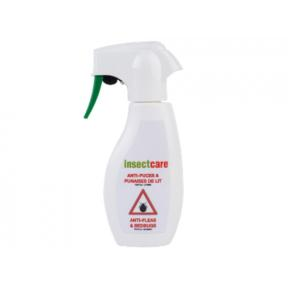 insectcare
ANTI-PUCES &
PUNAISES DE LIT
ANTI-FLEAS
& BEDBUGS